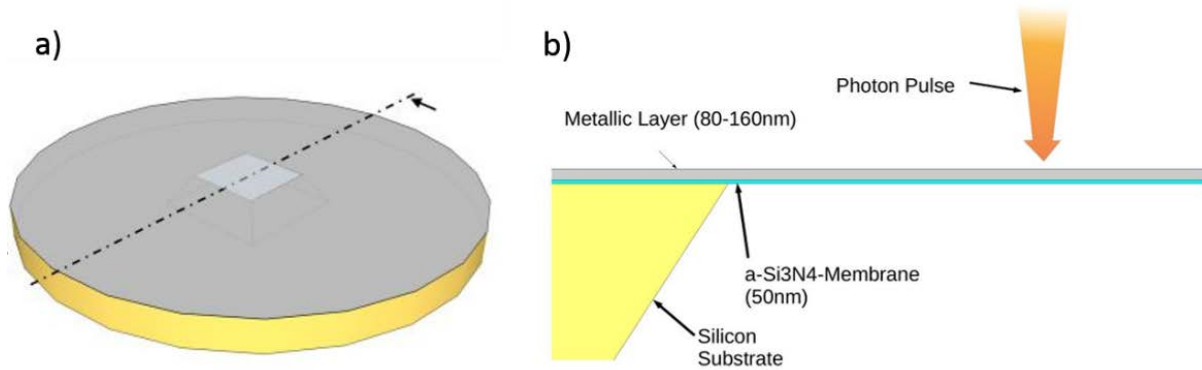 a)
b)
Photon Pulse
Metallic Layer (80-160nm)
a-Si3N4-Membrane
(50nm)
Silicon
Substrate